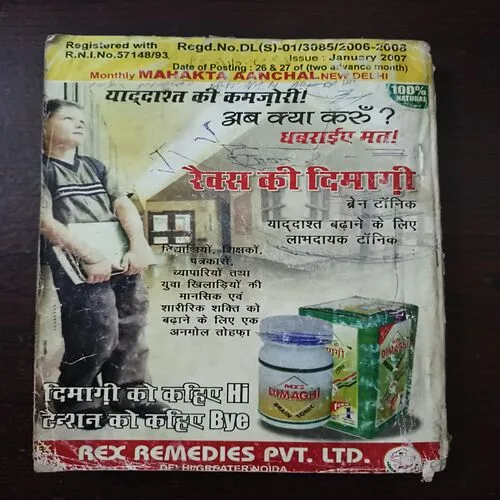 Registered with
R.N.I.No.57148/93
Regd.No.DL(S)-01/3085/2006-2008
Issue : January 2007
Date of Posting : 26 & 27 of (two advance month)
Monthly MAHAKTA AANCHAL NEW DELHI
100%
NATURAL
याददाश्त की कमज़ोरी!
अब क्या करूँ ?
घबराईए मत!
रैक्स की दिमाग़ी
ब्रेन टॉनिक
याददाश्त बढ़ाने के लिए
लाभदायक टॉनिक
विद्यार्थियों, शिक्षकों,
पत्रकारों,
व्यापारियों तथा
युवा खिलाड़ियों की
मानसिक एवं
शारीरिक शक्ति को
बढ़ाने के लिए एक
अनमोल तोहफ़ा
REX'S
DIMAGHI
BRAIN TONIC
DIMAGHI
दिमाग़ी को कहिए Hi
टेन्शन को कहिए Bye
REX REMEDIES PVT. LTD.
DELHI/GREATER NOIDA